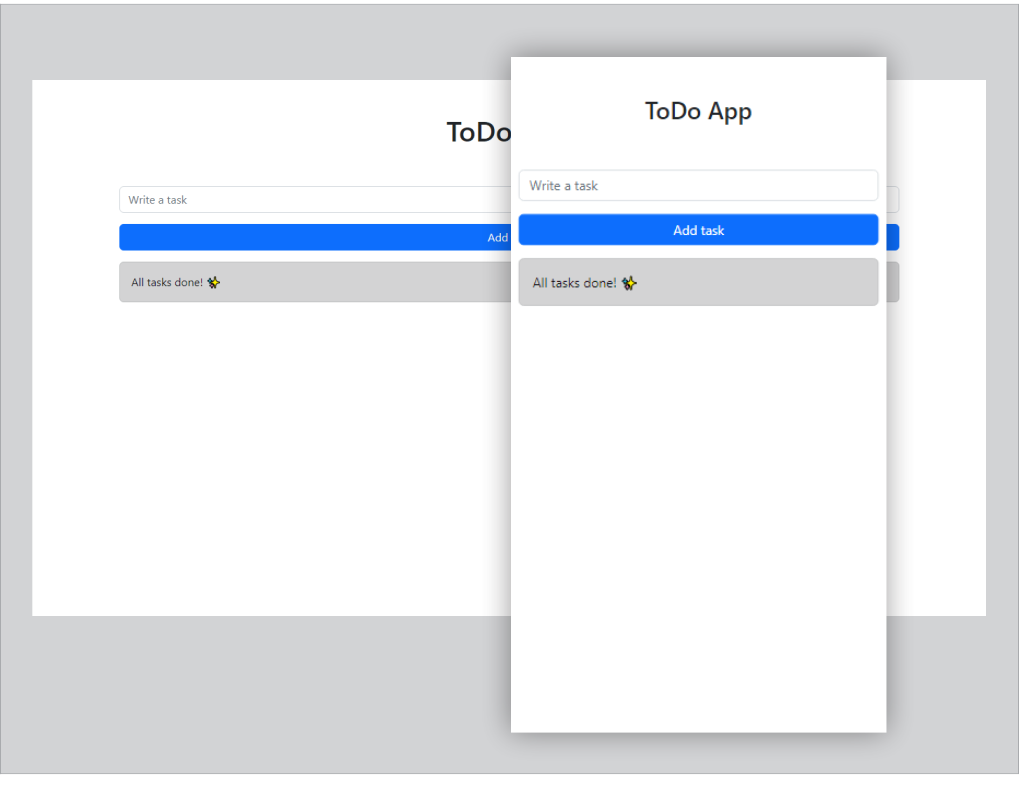 ToDo
Write a task
Add
All tasks done! ✨
ToDo App
Write a task
Add task
All tasks done! ✨